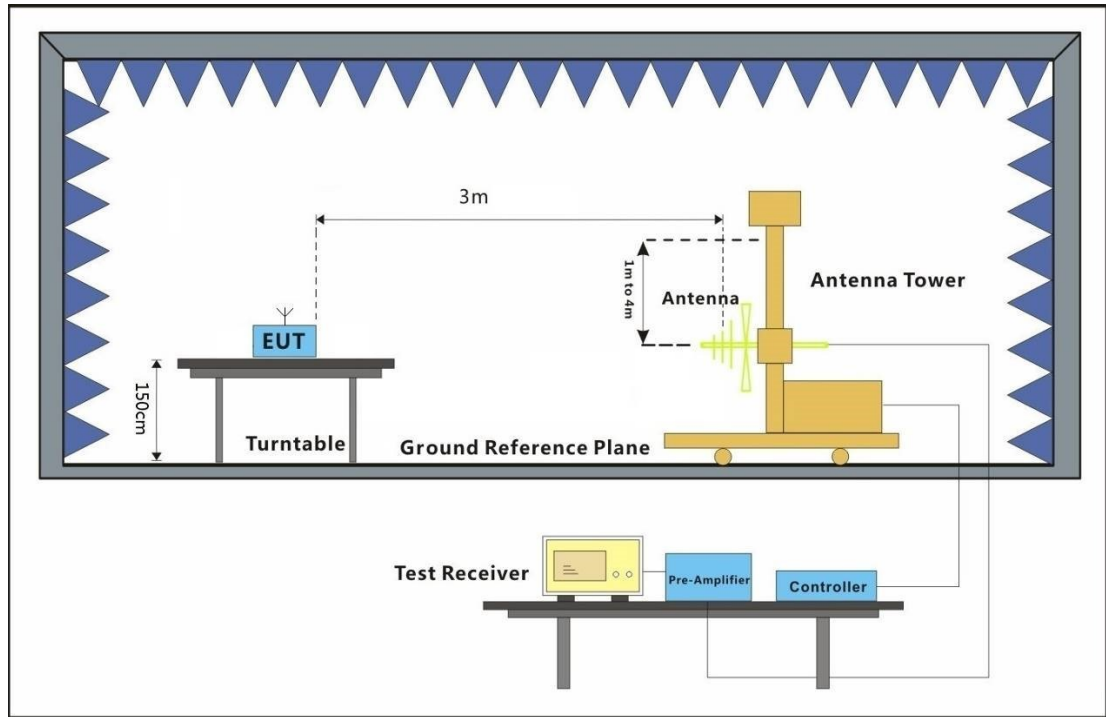 3m
1m to 4m
Antenna
Antenna Tower
EUT
150cm
Turntable
Ground Reference Plane
Test Receiver
Pre-Amplifier
Controller